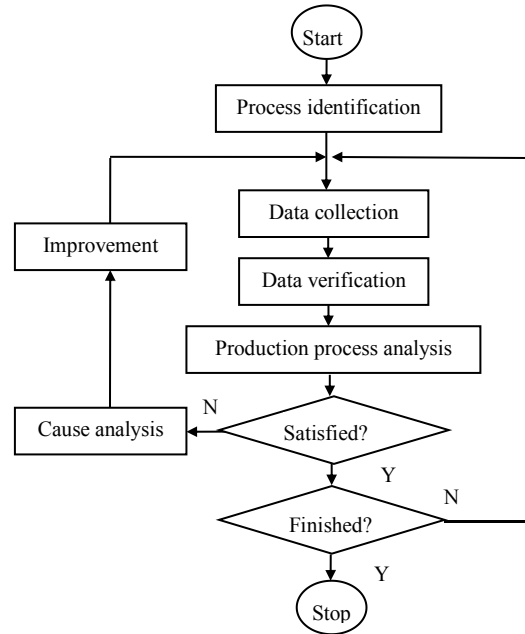 Start
Process identification
Data collection
Improvement
Data verification
Production process analysis
N
Cause analysis
Satisfied?
Y
N
Finished?
Y
Stop